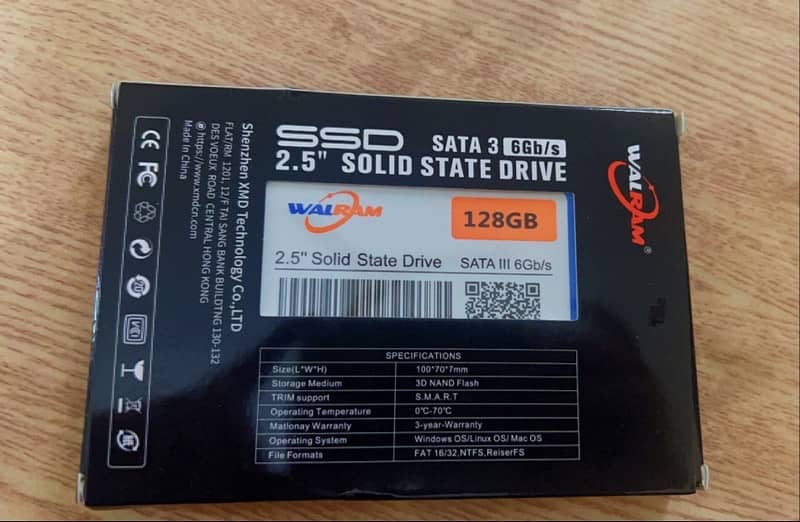 SSD SATA 3 6Gb/s
2.5" SOLID STATE DRIVE
WALRAM 128GB
2.5" Solid State Drive SATA III 6Gb/s
SPECIFICATIONS
Size(L*W*H) 100*70*7mm
Storage Medium 3D NAND Flash
TRIM support S.M.A.R.T
Operating Temperature 0℃-70℃
Matlonay Warranty 3-year-Warranty
Operating System Windows OS/Linux OS/ Mac OS
File Formats FAT 16/32,NTFS,ReiserFS
WALRAM®
Shenzhen XMD Technology Co.,LTD
FLAT/RM 1201,12/F TAI SANG BANK BUILDTNG 130-132
DES VOEUX ROAD CENTRAL HONG KONG
https://www.xmdcn.com
Made In China
CE FC